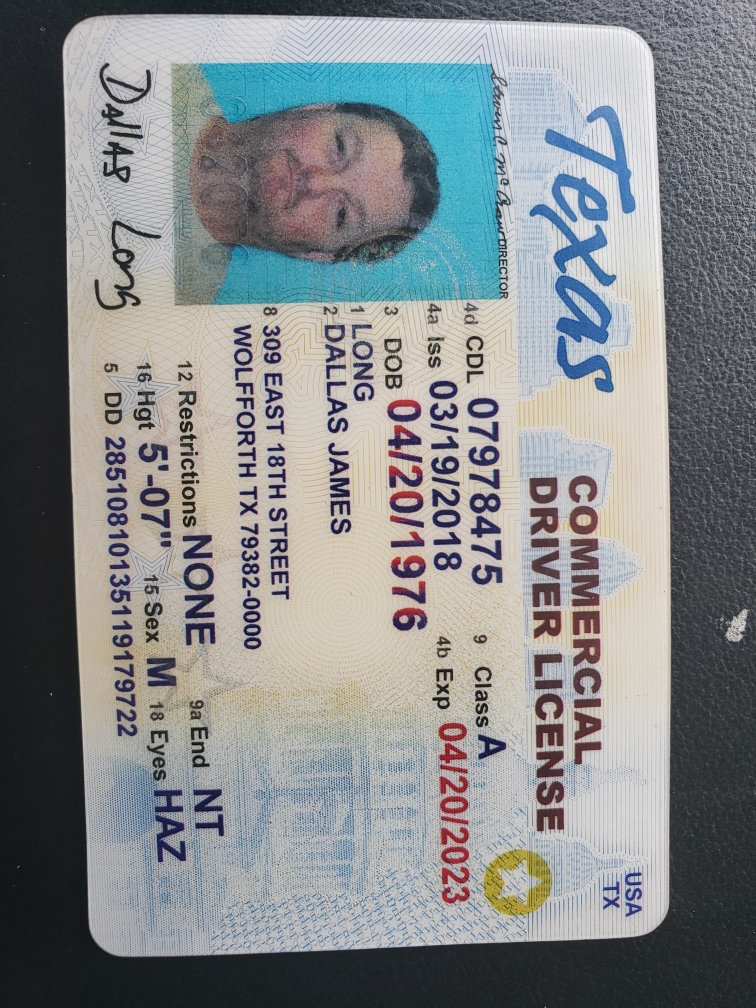 Texas
USA
TX
COMMERCIAL
DRIVER LICENSE
DIRECTOR
4d CDL 07978475 9 Class A
4a Iss 03/19/2018 4b Exp 04/20/2023
3 DOB 04/20/1976
1 LONG
2 DALLAS JAMES
8 309 EAST 18TH STREET
WOLFFORTH TX 79382-0000
12 Restrictions NONE 9a End NT
16 Hgt 5'-07" 15 Sex M 18 Eyes HAZ
5 DD 28510810135119179722
Dallas Long